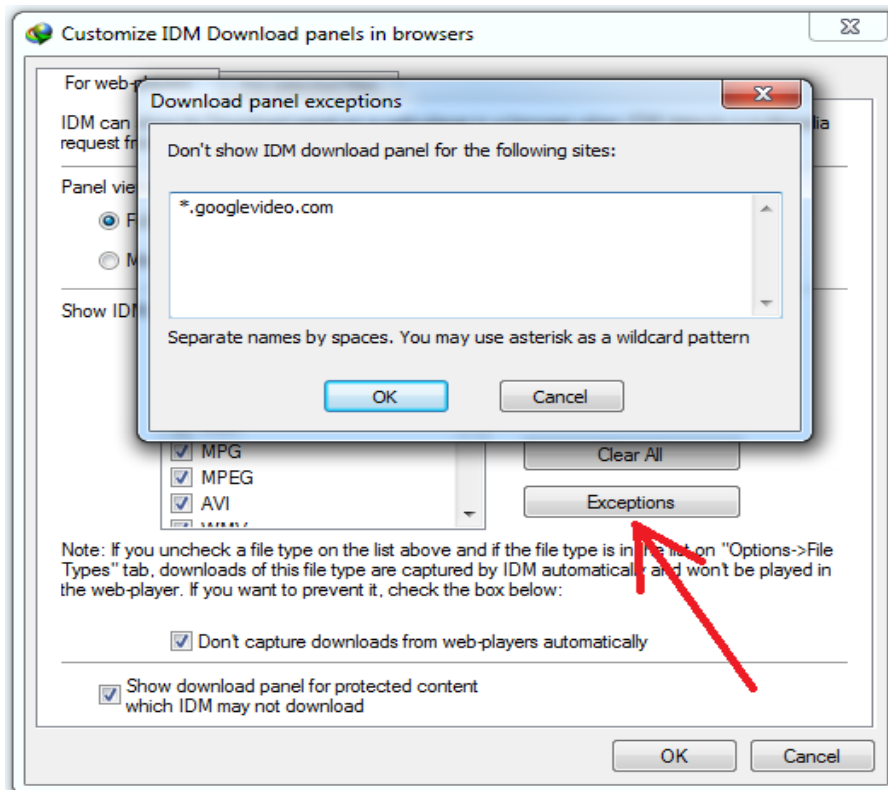 Customize IDM Download panels in browsers
For web-p
Download panel exceptions
IDM can
request fr
Don't show IDM download panel for the following sites:
Panel vie
*.googlevideo.com
Show IDM
Separate names by spaces. You may use asterisk as a wildcard pattern
OK Cancel
MPG
Clear All
MPEG
AVI
Exceptions
WMV
Note: If you uncheck a file type on the list above and if the file type is in the list on "Options->File
Types" tab, downloads of this file type are captured by IDM automatically and won't be played in
the web-player. If you want to prevent it, check the box below:
Don't capture downloads from web-players automatically
Show download panel for protected content
which IDM may not download
OK Cancel